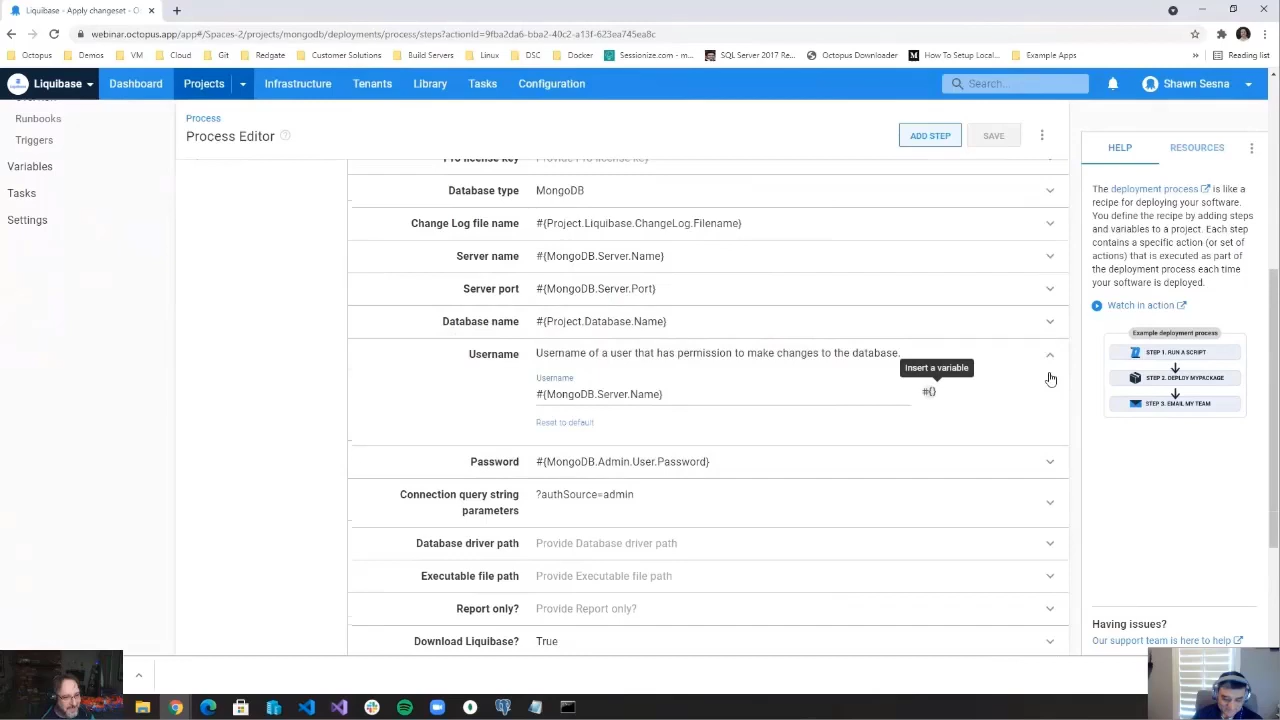 Liquibase - Apply changeset - O
webinar.octopus.app/app#/Spaces-2/projects/mongodb/deployments/process/steps?actionId=9fba2da6-bba2-40c2-a13f-623ea745ea8c
Octopus
Demos
VM
Cloud
Git
Redgate
Customer Solutions
Build Servers
Linux
DSC
Docker
Sessionize.com - m...
SQL Server 2017 Re...
Octopus Downloader
How To Setup Local...
Example Apps
»
Reading list
Liquibase
Dashboard
Projects
Infrastructure
Tenants
Library
Tasks
Configuration
Search...
Shawn Sesna
Overview
Runbooks
Triggers
Variables
Tasks
Settings
Process
Process Editor
ADD STEP
SAVE
Pro license key Provide Pro license key
Database type MongoDB
Change Log file name #{Project.Liquibase.ChangeLog.Filename}
Server name #{MongoDB.Server.Name}
Server port #{MongoDB.Server.Port}
Database name #{Project.Database.Name}
Username Username of a user that has permission to make changes to the database.
Insert a variable
Username
#{MongoDB.Server.Name}
#{}
Reset to default
Password #{MongoDB.Admin.User.Password}
Connection query string
parameters
?authSource=admin
Database driver path Provide Database driver path
Executable file path Provide Executable file path
Report only? Provide Report only?
Download Liquibase? True
HELP
RESOURCES
The deployment process is like a
recipe for deploying your software.
You define the recipe by adding steps
and variables to a project. Each step
contains a specific action (or set of
actions) that is executed as part of
the deployment process each time
your software is deployed.
Watch in action
Example deployment process
STEP 1. RUN A SCRIPT
STEP 2. DEPLOY MYPACKAGE
STEP 3. EMAIL MY TEAM
Having issues?
Our support team is here to help